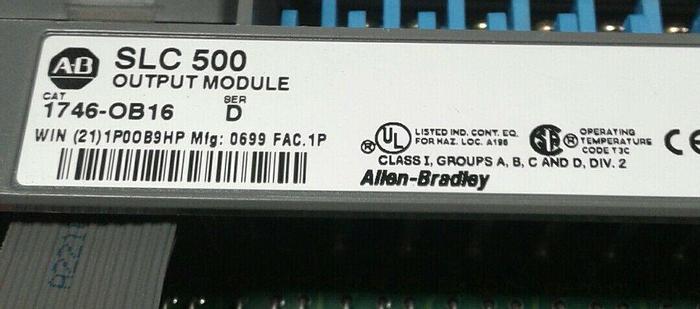 AB
SLC 500
OUTPUT MODULE
CAT
SER
1746-OB16 D
WIN (21)1P00B9HP Mfg: 0699 FAC.1P
UL
®
LISTED IND. CONT. EQ.
FOR HAZ. LOC. A196
®
OPERATING
TEMPERATURE
CODE T3C
CE
CLASS I, GROUPS A, B, C AND D, DIV. 2
Allen-Bradley